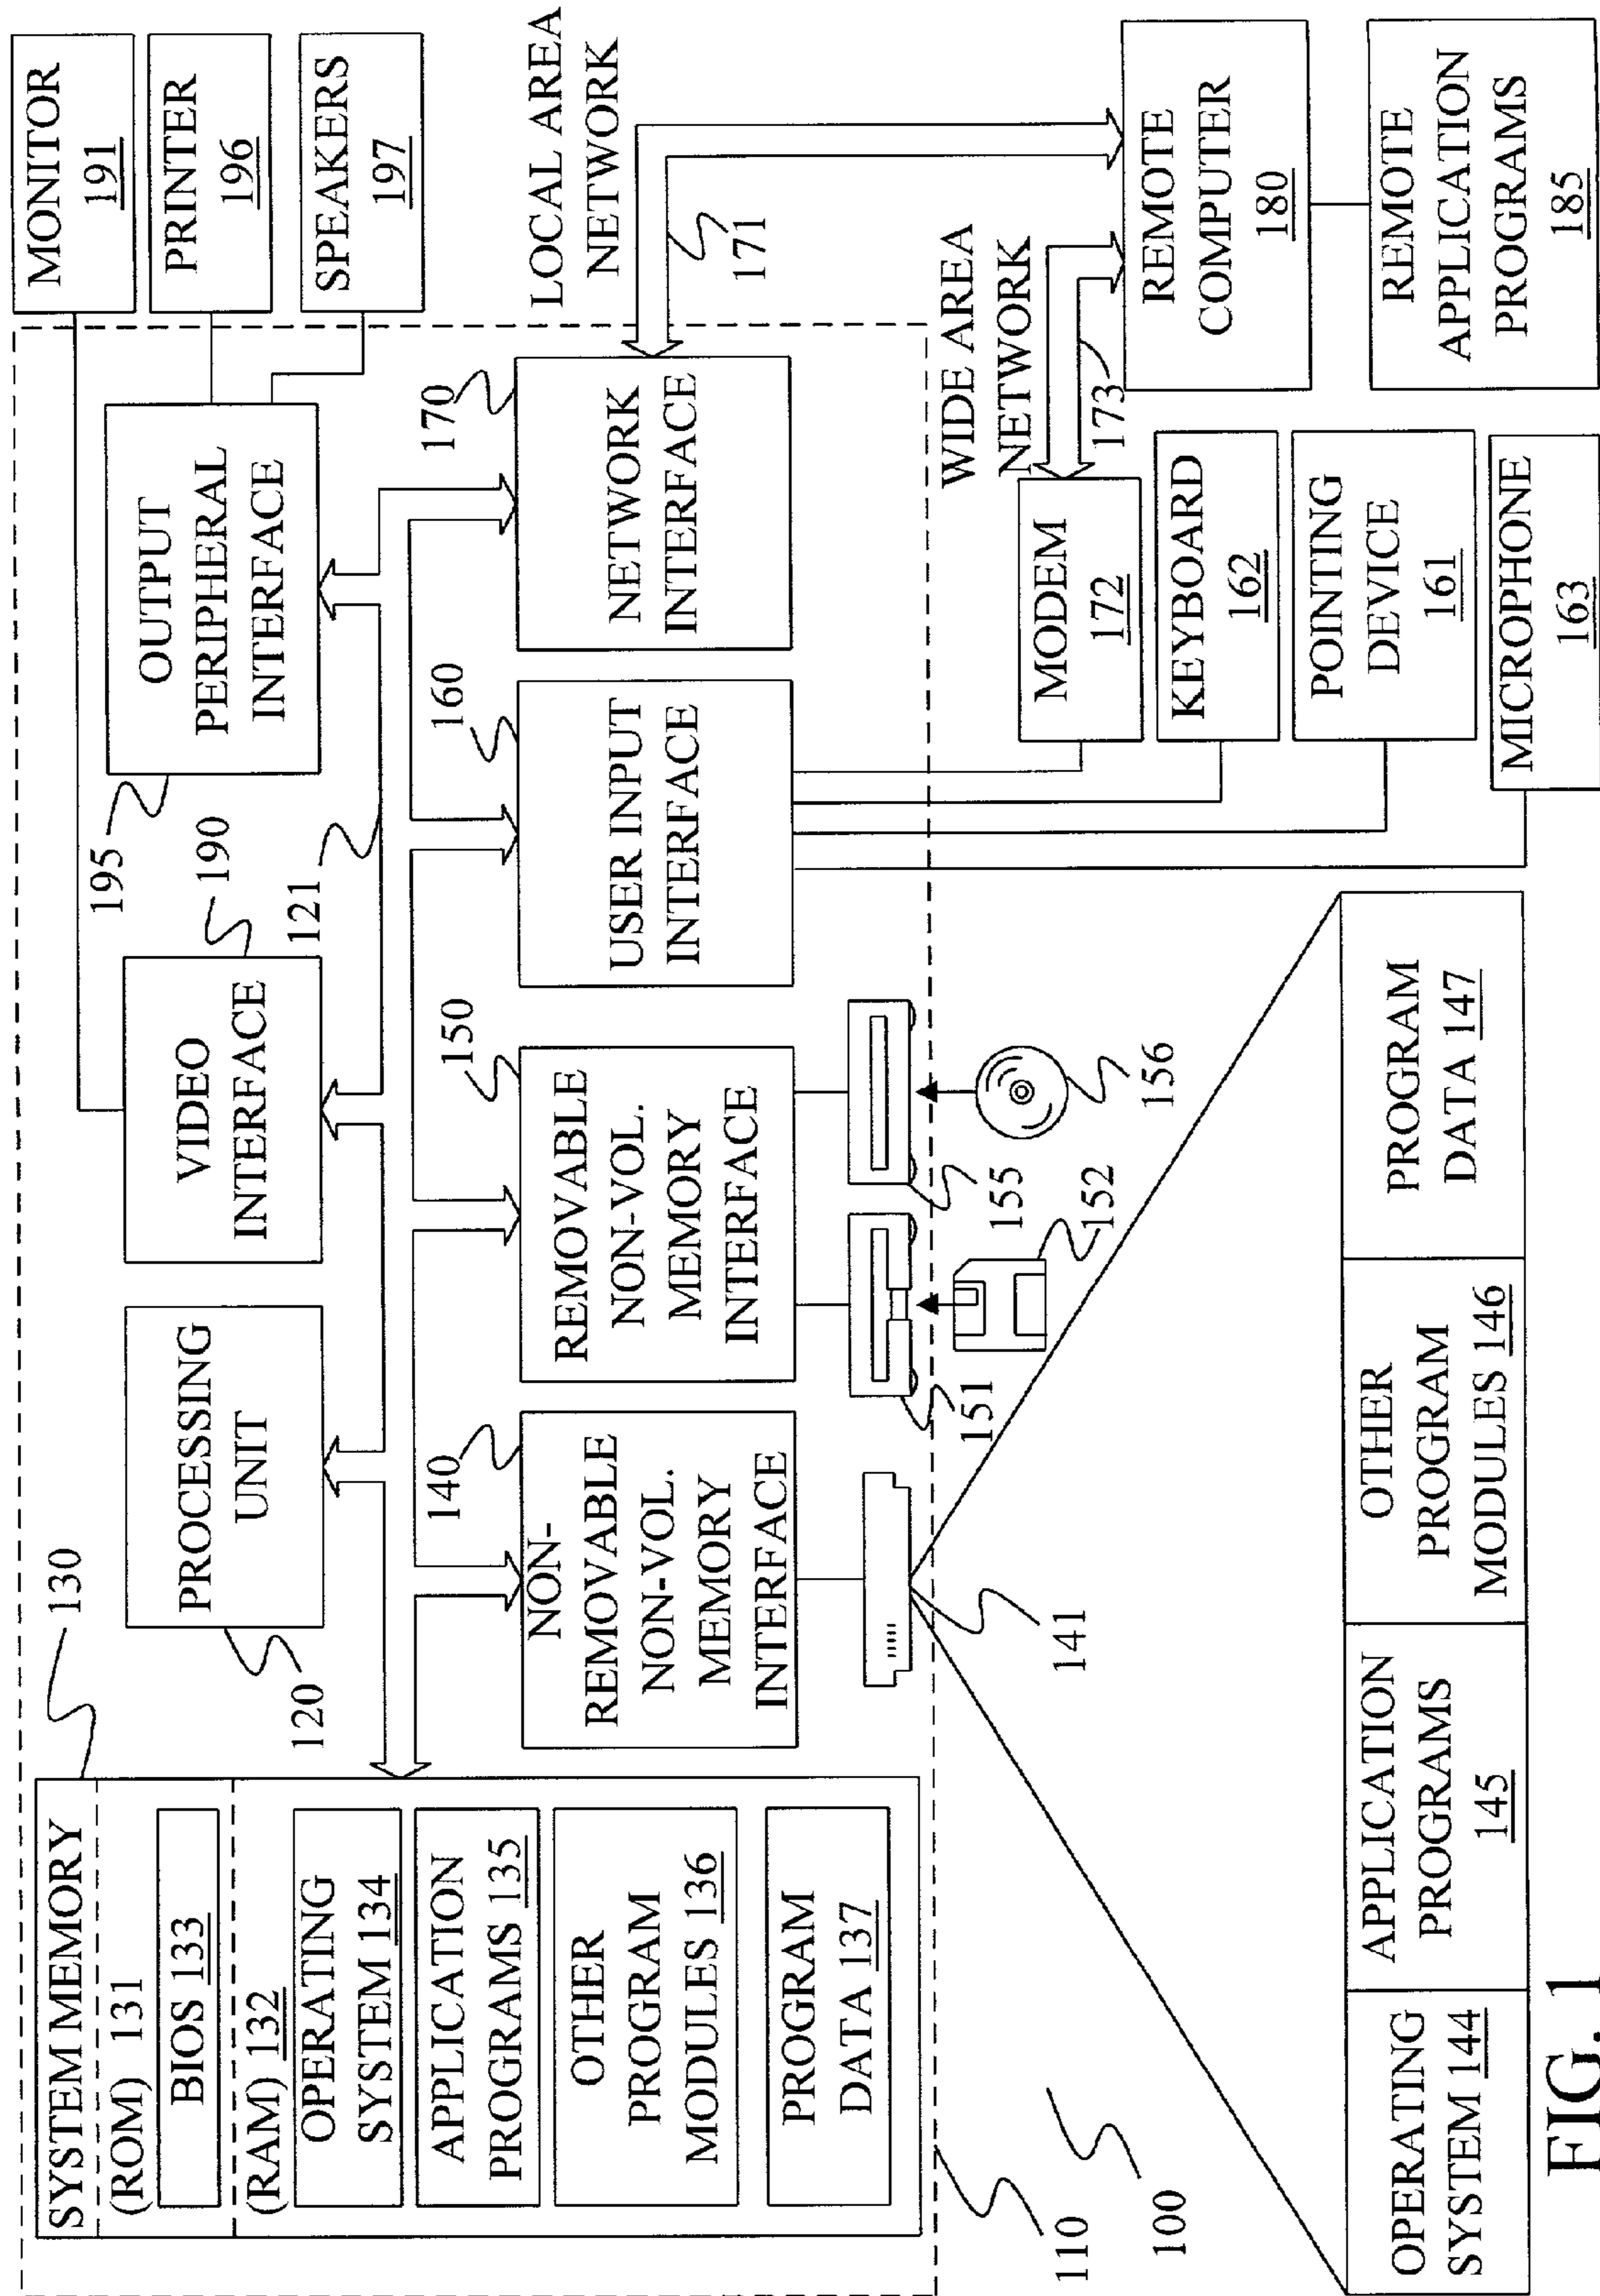 SYSTEM MEMORY
(ROM) 131
BIOS 133
(RAM) 132
OPERATING
SYSTEM 134
APPLICATION
PROGRAMS 135
OTHER
PROGRAM
MODULES 136
PROGRAM
DATA 137
130
PROCESSING
UNIT
120
VIDEO
INTERFACE
190
121
OUTPUT
PERIPHERAL
INTERFACE
195
MONITOR
191
PRINTER
196
SPEAKERS
197
NON-
REMOVABLE
NON-VOL.
MEMORY
INTERFACE
140
REMOVABLE
NON-VOL.
MEMORY
INTERFACE
150
USER INPUT
INTERFACE
160
NETWORK
INTERFACE
170
LOCAL AREA
NETWORK
171
141
151
152
155
156
WIDE AREA
NETWORK
173
MODEM
172
KEYBOARD
162
POINTING
DEVICE
161
MICROPHONE
163
REMOTE
COMPUTER
180
REMOTE
APPLICATION
PROGRAMS
185
110
100
OPERATING
SYSTEM 144
APPLICATION
PROGRAMS
145
OTHER
PROGRAM
MODULES 146
PROGRAM
DATA 147
FIG. 1